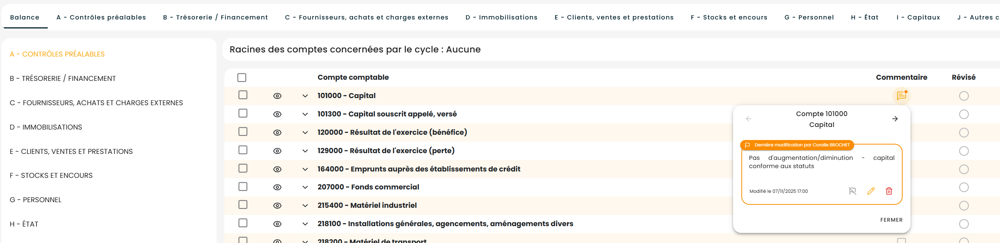 Balance
A - Contrôles préalables
B - Trésorerie / Financement
C - Fournisseurs, achats et charges externes
D - Immobilisations
E - Clients, ventes et prestations
F - Stocks et encours
G - Personnel
H - État
I - Capitaux
J - Autres c
A - CONTRÔLES PRÉALABLES
B - TRÉSORERIE / FINANCEMENT
C - FOURNISSEURS, ACHATS ET CHARGES EXTERNES
D - IMMOBILISATIONS
E - CLIENTS, VENTES ET PRESTATIONS
F - STOCKS ET ENCOURS
G - PERSONNEL
H - ÉTAT
Racines des comptes concernées par le cycle : Aucune
Compte comptable
Commentaire
Révisé
101000 - Capital
101300 - Capital souscrit appelé, versé
120000 - Résultat de l'exercice (bénéfice)
129000 - Résultat de l'exercice (perte)
164000 - Emprunts auprès des établissements de crédit
207000 - Fonds commercial
215400 - Matériel industriel
218100 - Installations générales, agencements, aménagements divers
218200 - Matériel de transport
Compte 101000
Capital
Dernière modification par Coralie BROCHET
Pas d'augmentation/diminution - capital
conforme aux statuts
Modifié le 07/11/2025 17:00
FERMER